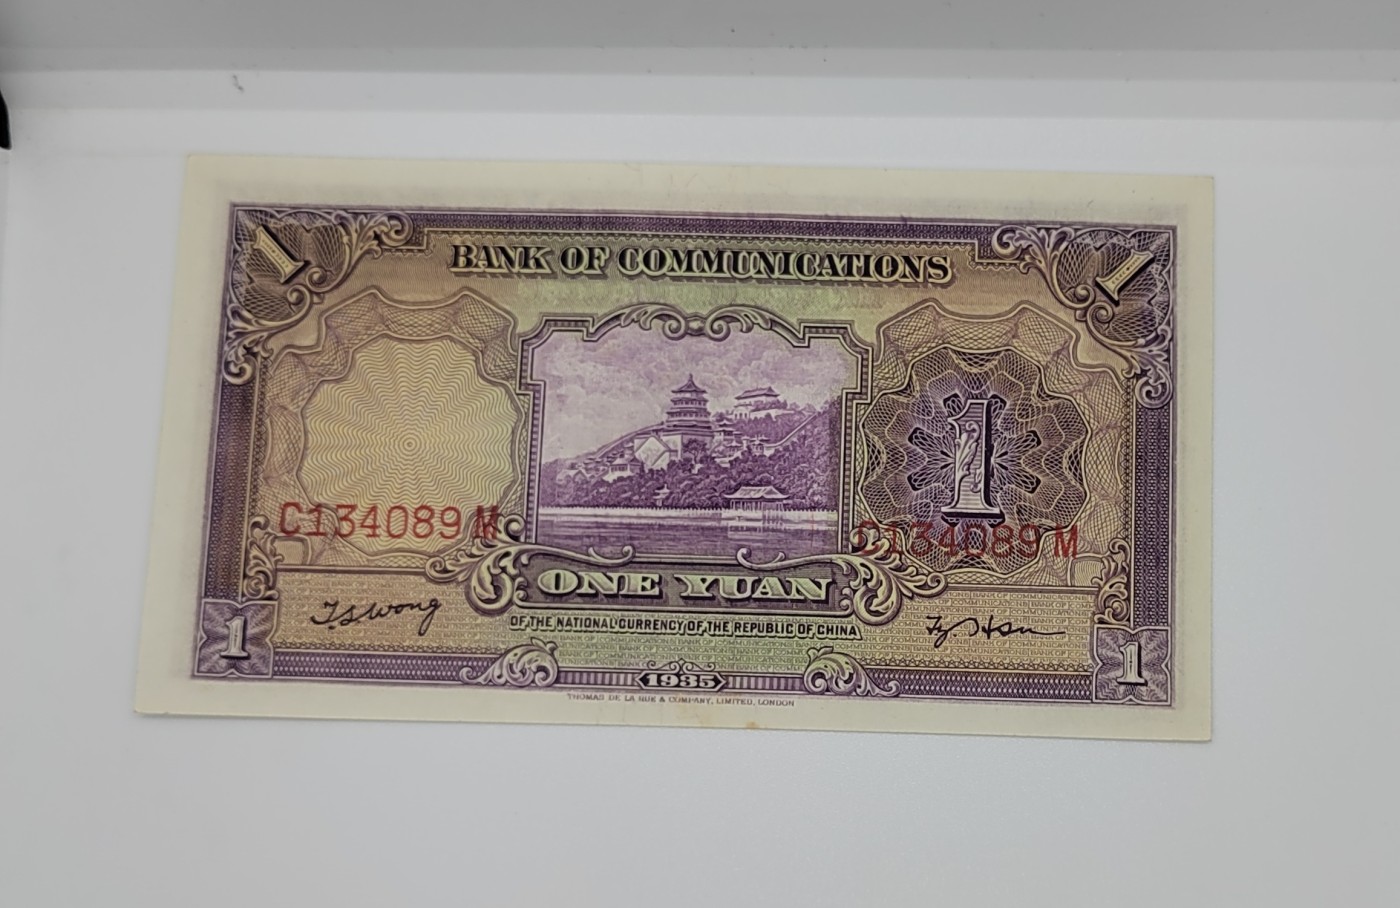 1 1
BANK OF COMMUNICATIONS
1
C134089 M C134089 M
ONE YUAN
T.S. Wong
OF THE NATIONAL CURRENCY OF THE REPUBLIC OF CHINA
1 1
1935
THOMAS DE LA RUE & COMPANY, LIMITED, LONDON